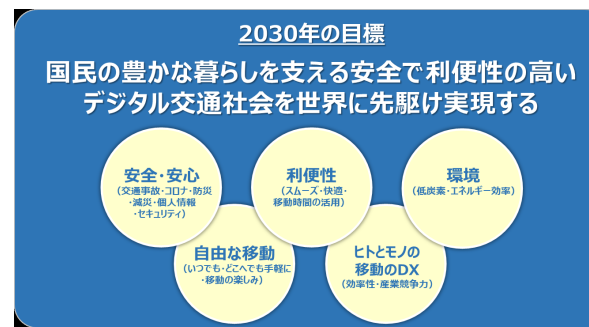 2030年の目標
国民の豊かな暮らしを支える安全で利便性の高い
デジタル交通社会を世界に先駆け実現する
安全・安心
(交通事故・コロナ・防災
・減災・個人情報
・セキュリティ)
利便性
(スムーズ・快適・
移動時間の活用)
環境
(低炭素・エネルギー効率)
自由な移動
(いつでも・どこへでも手軽に
・移動の楽しみ)
ヒトとモノの
移動のDX
(効率性・産業競争力)